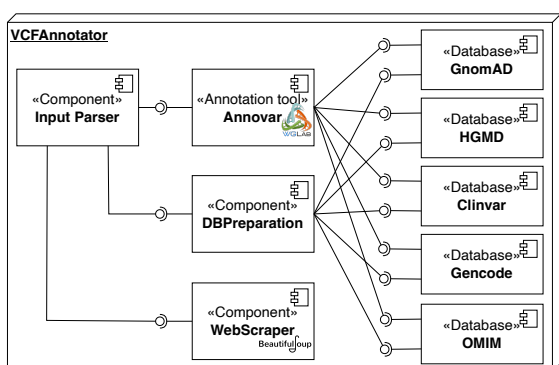 VCFAnnotator
«Component»
Input Parser
«Annotation tool»
Annovar
WGLAB
«Component»
DBPreparation
«Component»
WebScraper
BeautifulSoup
«Database»
GnomAD
«Database»
HGMD
«Database»
Clinvar
«Database»
Gencode
«Database»
OMIM